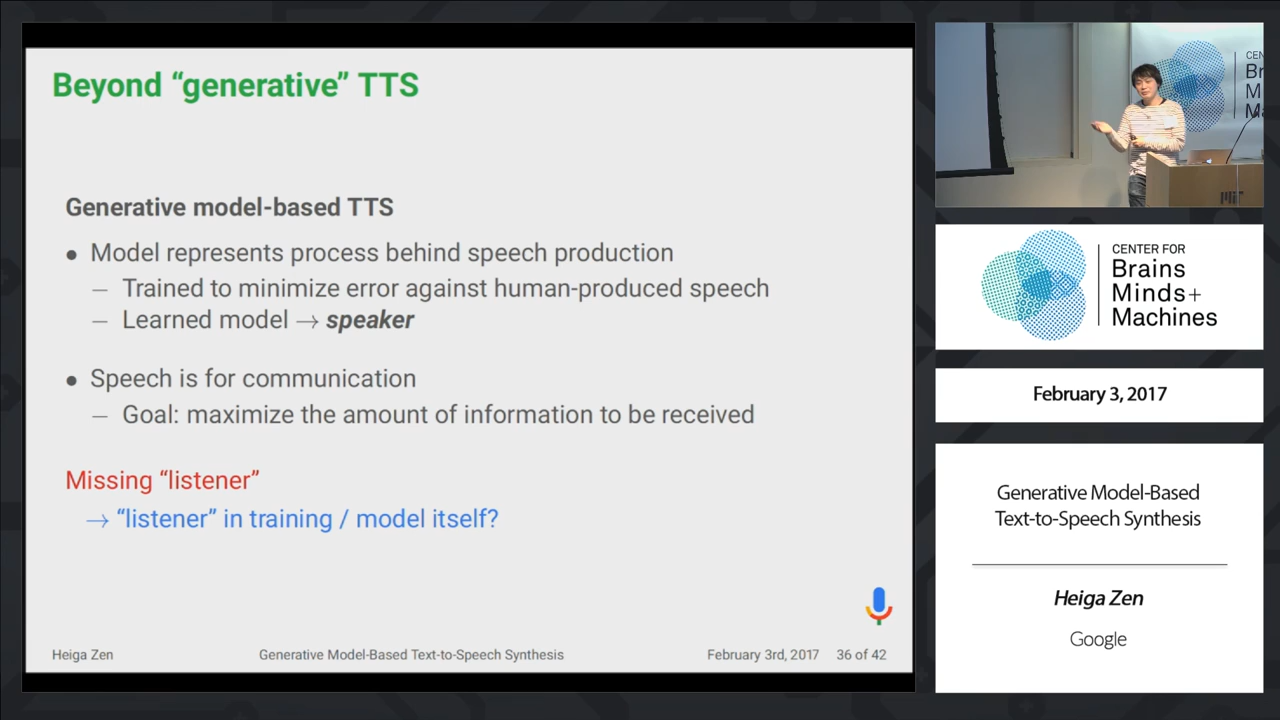 Beyond “generative” TTS
Generative model-based TTS
• Model represents process behind speech production
– Trained to minimize error against human-produced speech
– Learned model → speaker
• Speech is for communication
– Goal: maximize the amount of information to be received
Missing “listener”
→ “listener” in training / model itself?
Heiga Zen
Generative Model-Based Text-to-Speech Synthesis
February 3rd, 2017
36 of 42
CENTER FOR
Brains
Minds+
Machines
February 3, 2017
Generative Model-Based
Text-to-Speech Synthesis
Heiga Zen
Google